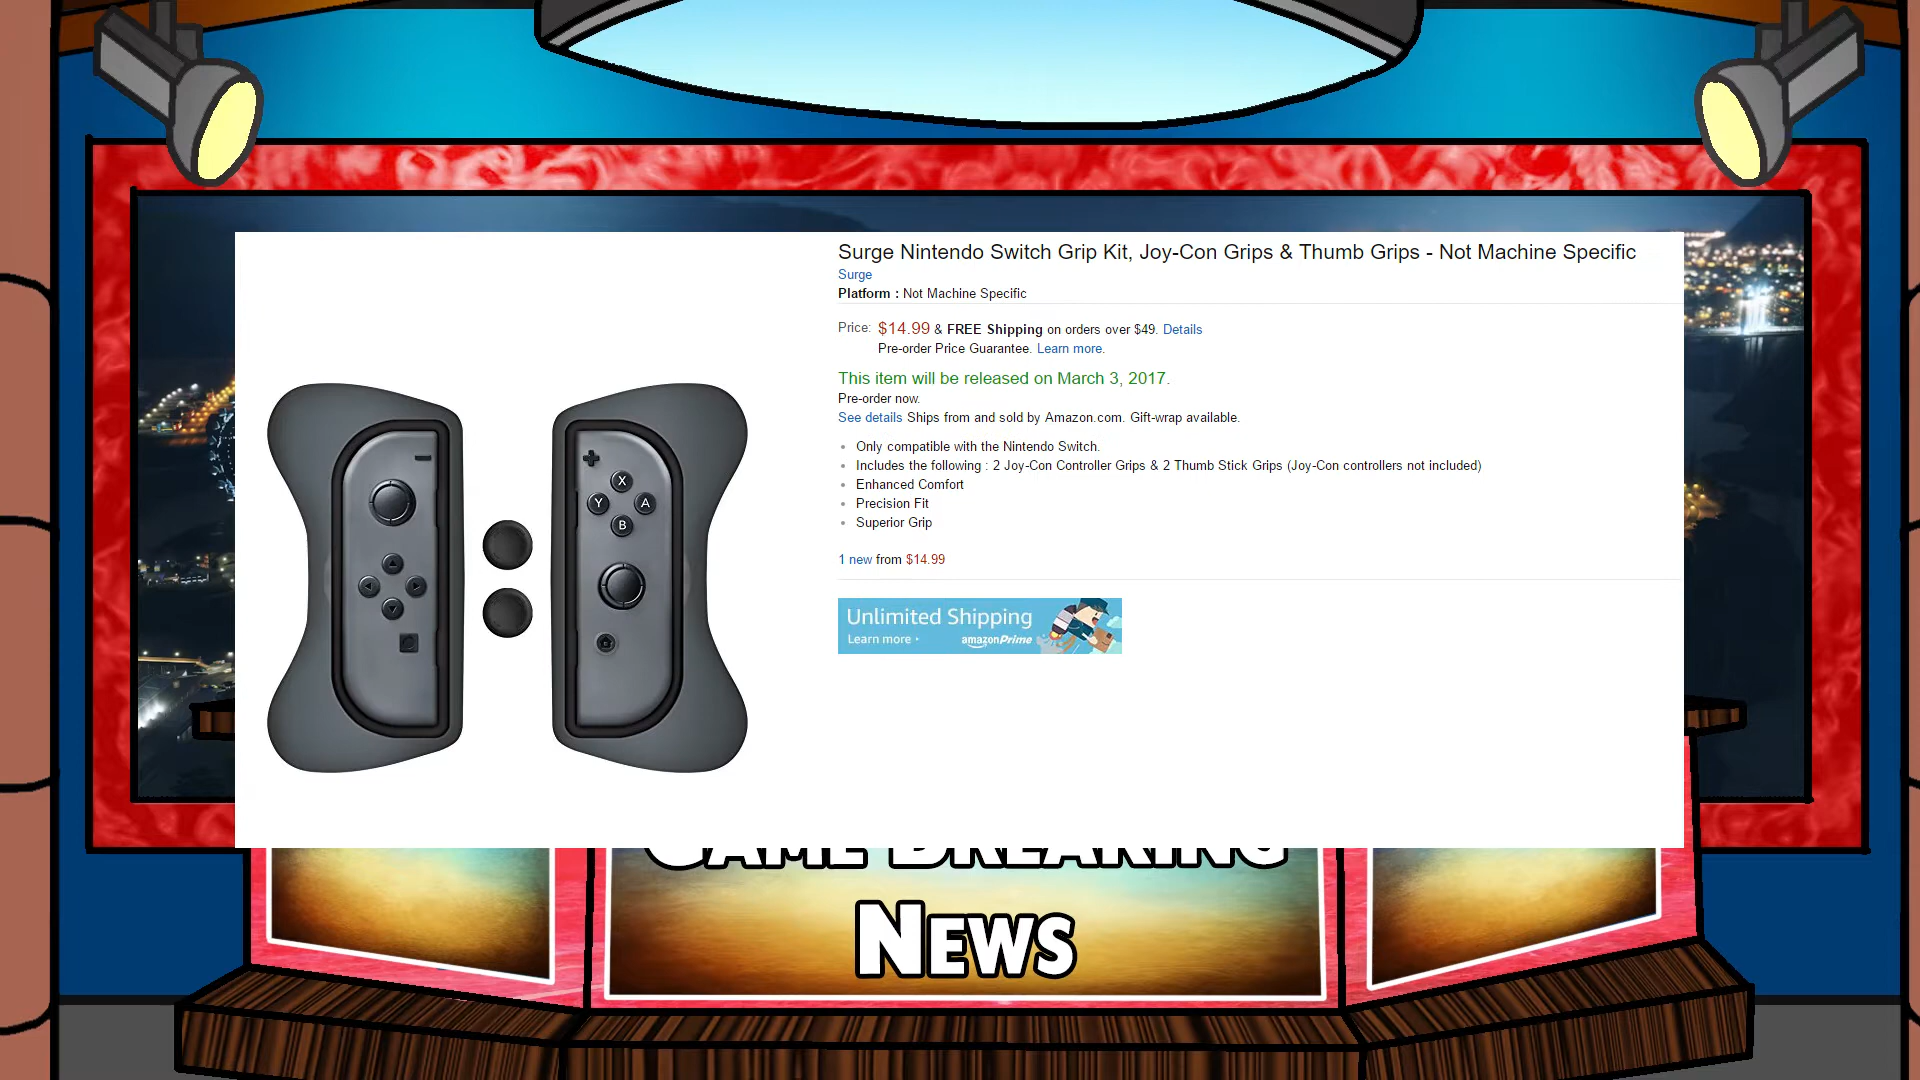 Surge Nintendo Switch Grip Kit, Joy-Con Grips & Thumb Grips - Not Machine Specific
Surge
Platform : Not Machine Specific
Price: $14.99 & FREE Shipping on orders over $49. Details
Pre-order Price Guarantee. Learn more.
This item will be released on March 3, 2017.
Pre-order now.
See details Ships from and sold by Amazon.com. Gift-wrap available.
Only compatible with the Nintendo Switch.
Includes the following : 2 Joy-Con Controller Grips & 2 Thumb Stick Grips (Joy-Con controllers not included)
Enhanced Comfort
Precision Fit
Superior Grip
1 new from $14.99
Unlimited Shipping
Learn more
amazonPrime
X
Y A
B
GAME BREAKING
NEWS